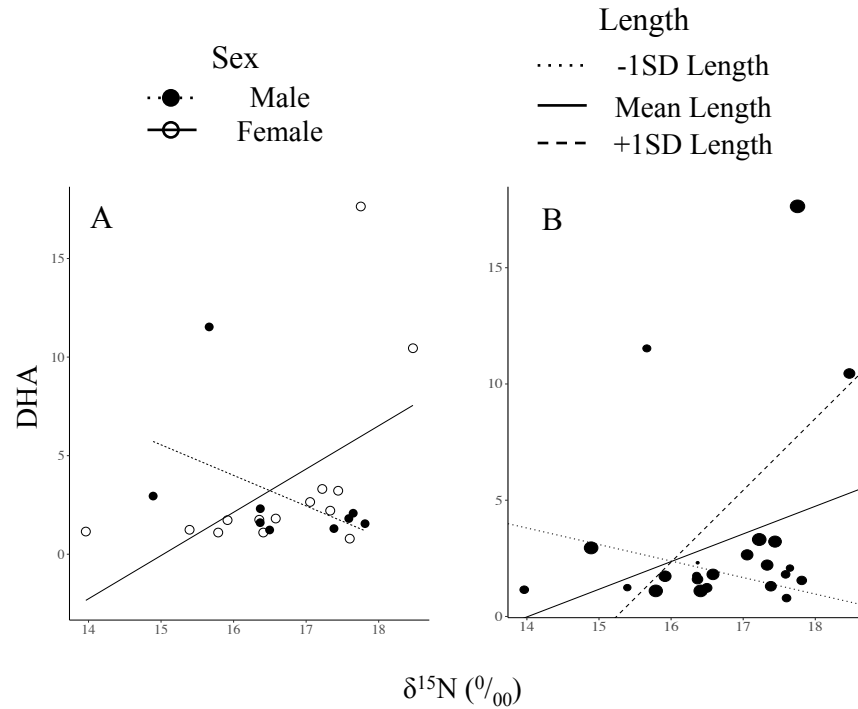 Sex
Male
Female
Length
-1SD Length
Mean Length
+1SD Length
A
15
10
5
0
14 15 16 17 18
B
15
10
5
0
14 15 16 17 18
DHA
δ¹⁵N (⁰/₀₀)